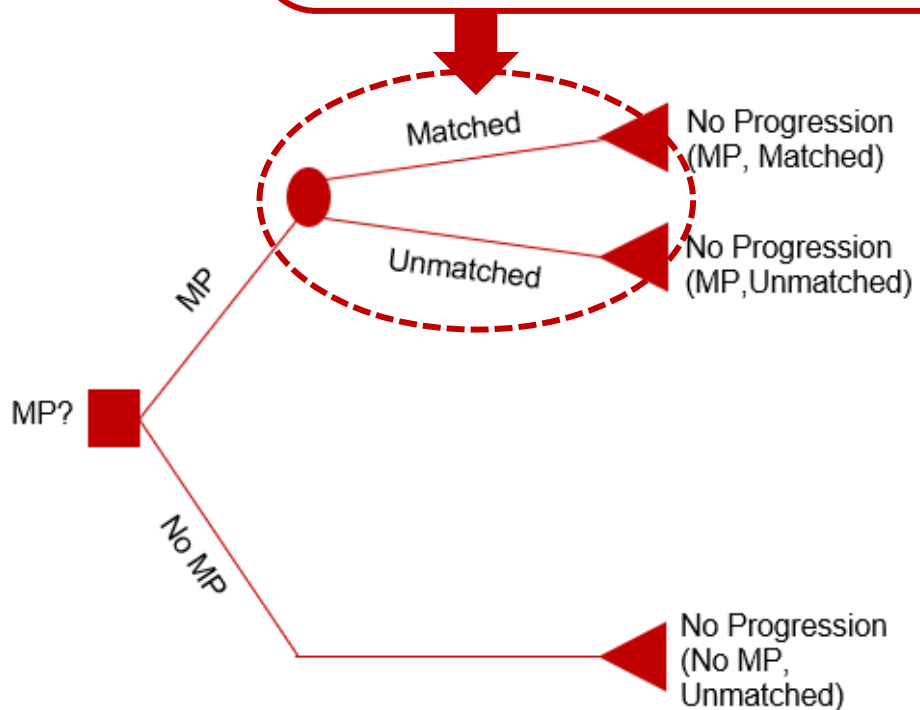 Matched
No Progression
(MP, Matched)
Unmatched
No Progression
(MP,Unmatched)
MP
MP?
No MP
No Progression
(No MP,
Unmatched)